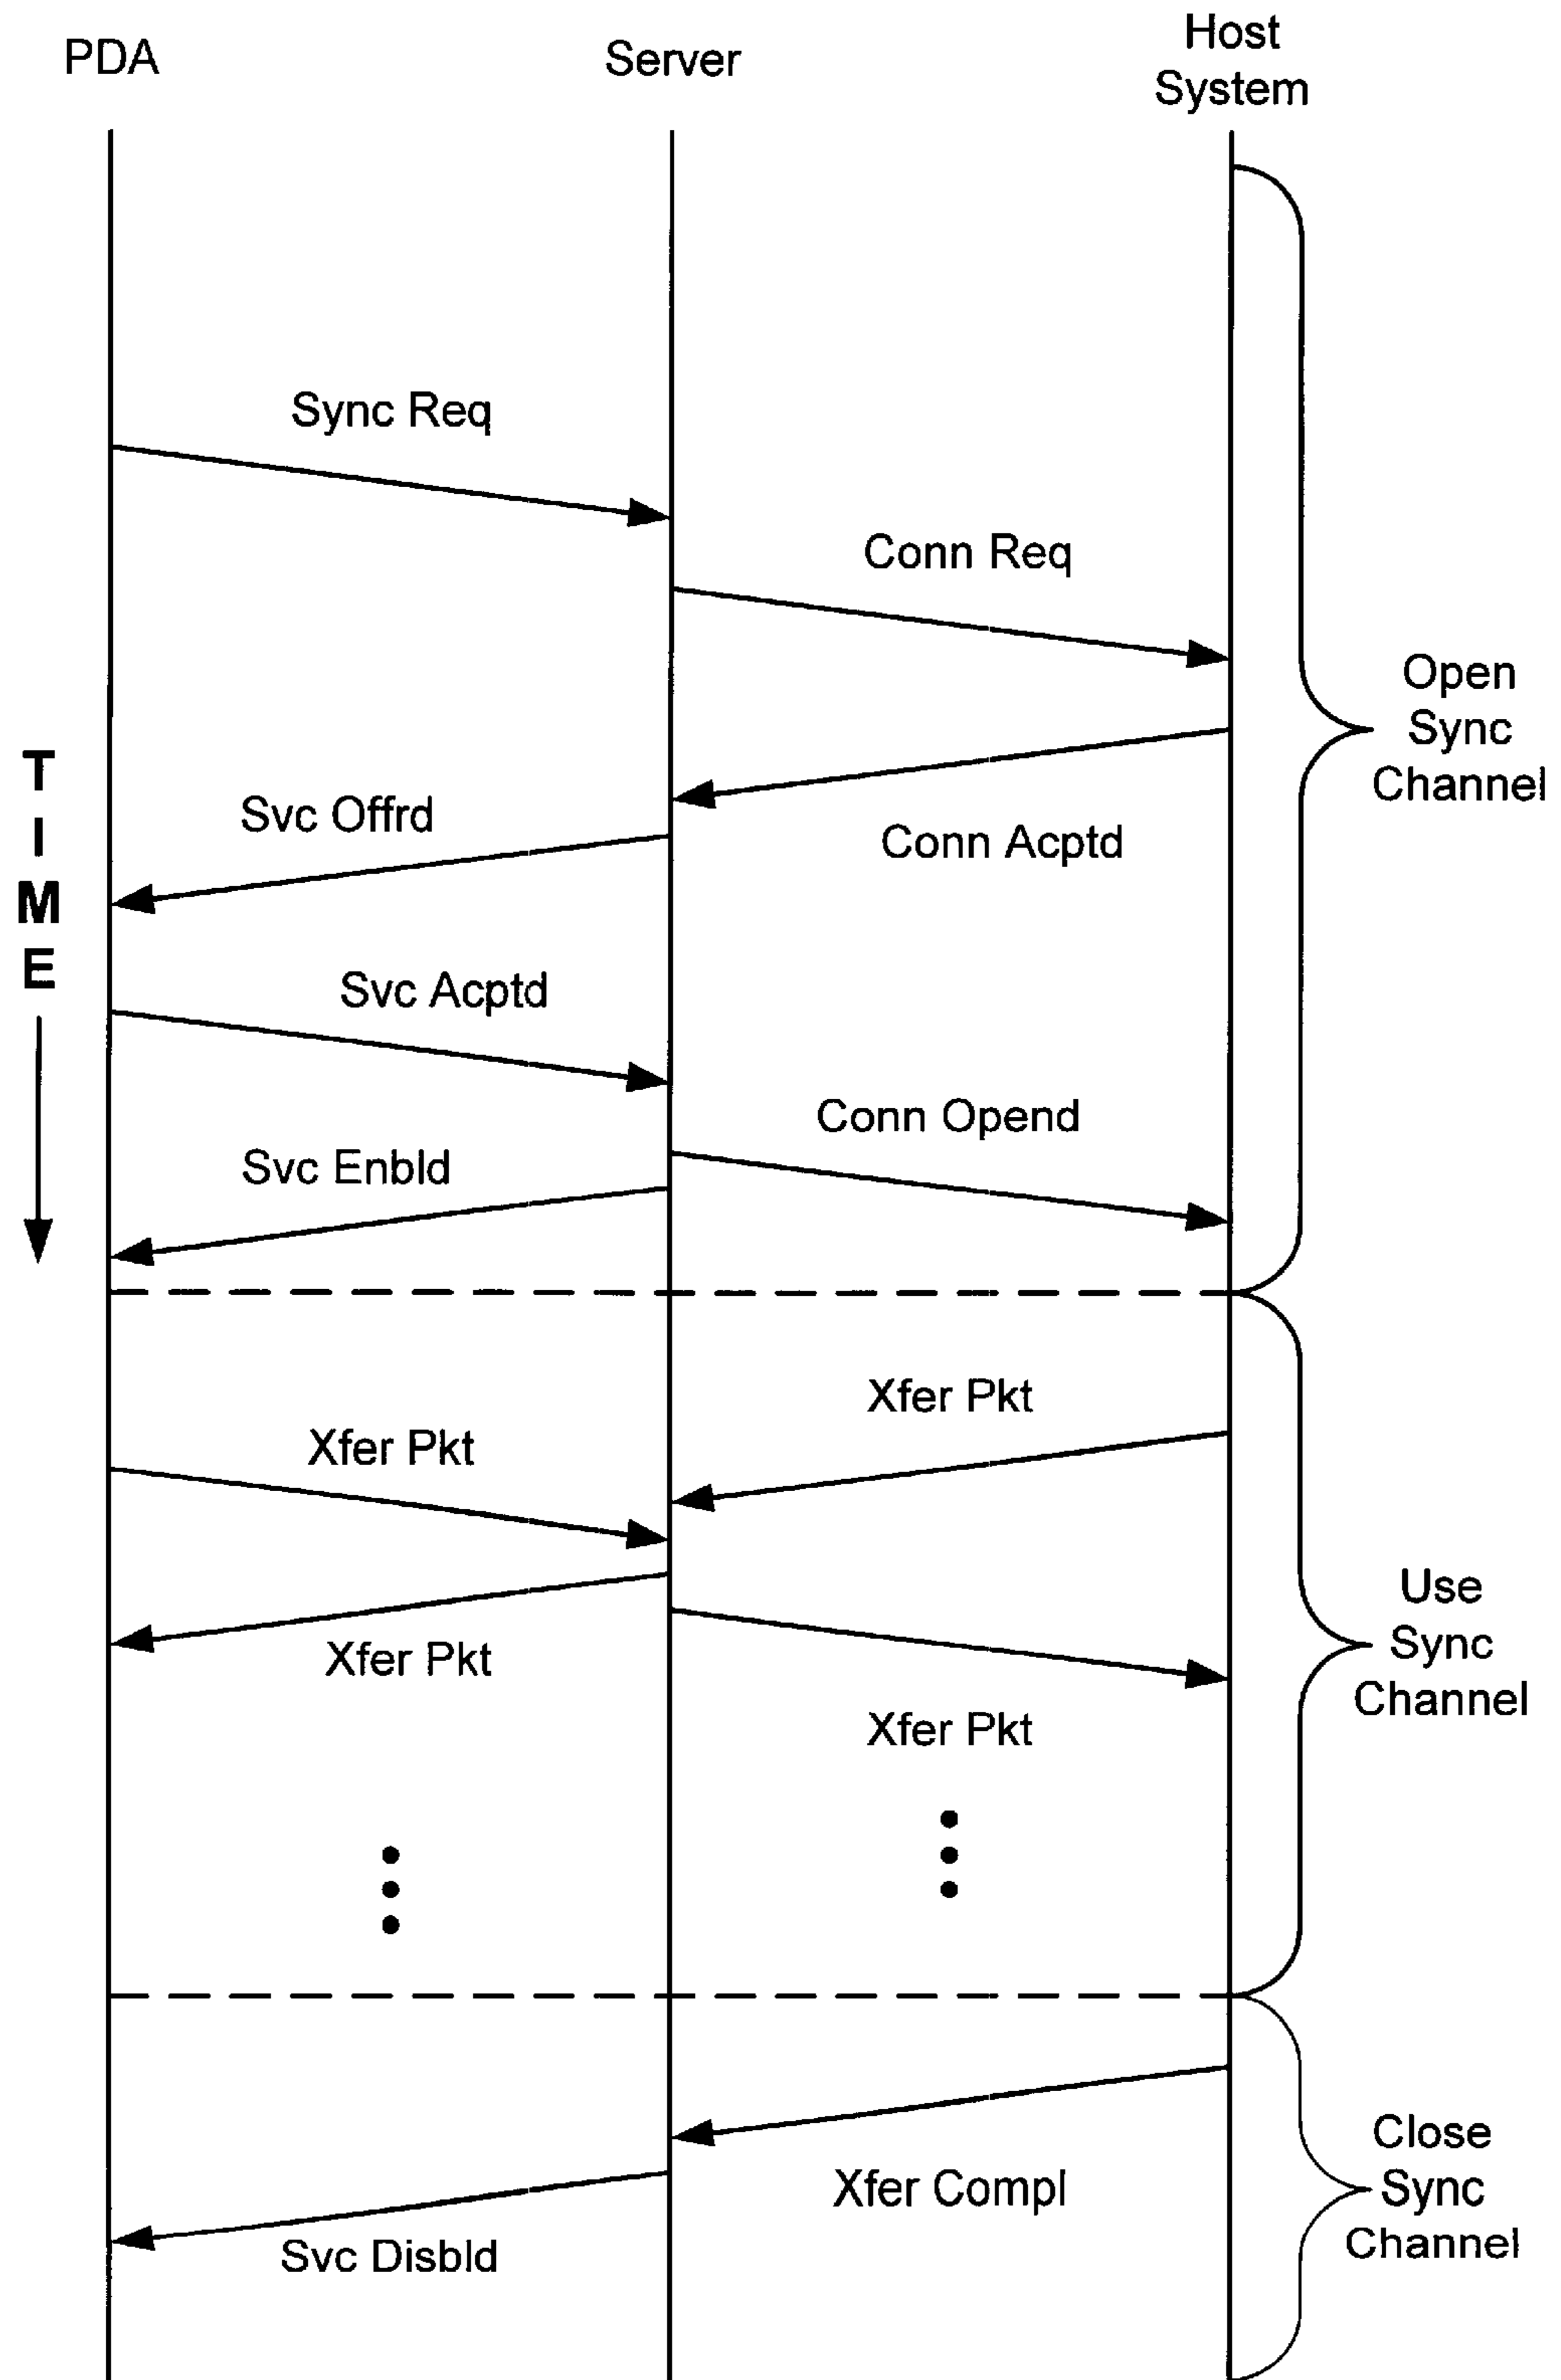 PDA
Server
Host
System
Sync Req
Conn Req
Open
Sync
Channel
T
I
M
E
Svc Offrd
Conn Acptd
Svc Acptd
Conn Opend
Svc Enbld
Xfer Pkt
Xfer Pkt
Use
Sync
Channel
Xfer Pkt
Xfer Pkt
Close
Sync
Channel
Xfer Compl
Svc Disbld